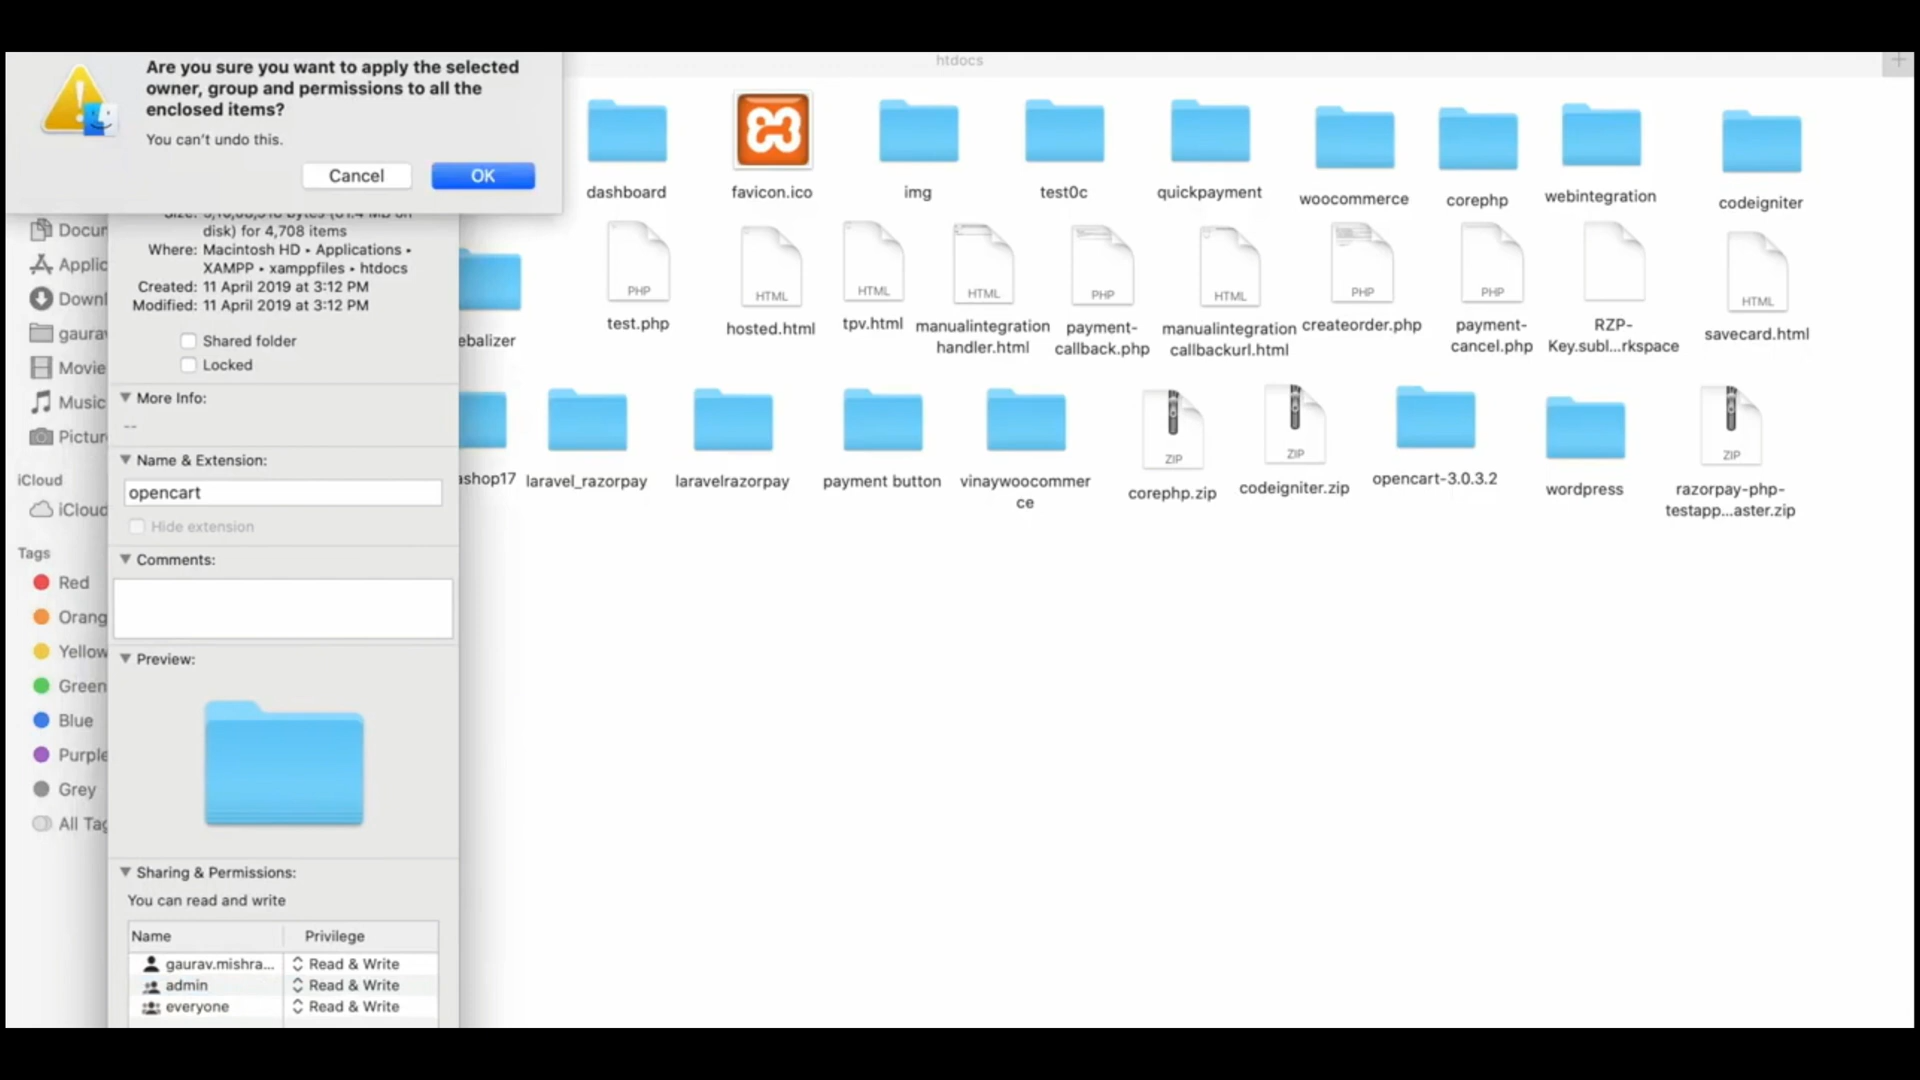 htdocs
Are you sure you want to apply the selected
owner, group and permissions to all the
enclosed items?
You can't undo this.
Cancel
OK
dashboard
favicon.ico
img
test0c
quickpayment
woocommerce
corephp
webintegration
codeigniter
disk) for 4,708 items
Where: Macintosh HD • Applications •
XAMPP • xamppfiles • htdocs
Created: 11 April 2019 at 3:12 PM
Modified: 11 April 2019 at 3:12 PM
Shared folder
Locked
More Info:
--
Name & Extension:
opencart
Hide extension
Comments:
Preview:
Sharing & Permissions:
You can read and write
Name Privilege
gaurav.mishra... Read & Write
admin Read & Write
everyone Read & Write
Docur
Applic
Downl
gaurav
Movie
Music
Pictur
iCloud
iCloud
Tags
Red
Orang
Yellow
Green
Blue
Purple
Grey
All Tag
ebalizer
PHP
test.php
HTML
hosted.html
HTML
tpv.html
HTML
manualintegration
handler.html
PHP
payment-
callback.php
HTML
manualintegration
callbackurl.html
PHP
createorder.php
PHP
payment-
cancel.php
RZP-
Key.subl...rkspace
HTML
savecard.html
ashop17
laravel_razorpay
laravelrazorpay
payment button
vinaywoocommer
ce
ZIP
corephp.zip
ZIP
codeigniter.zip
opencart-3.0.3.2
wordpress
ZIP
razorpay-php-
testapp...aster.zip